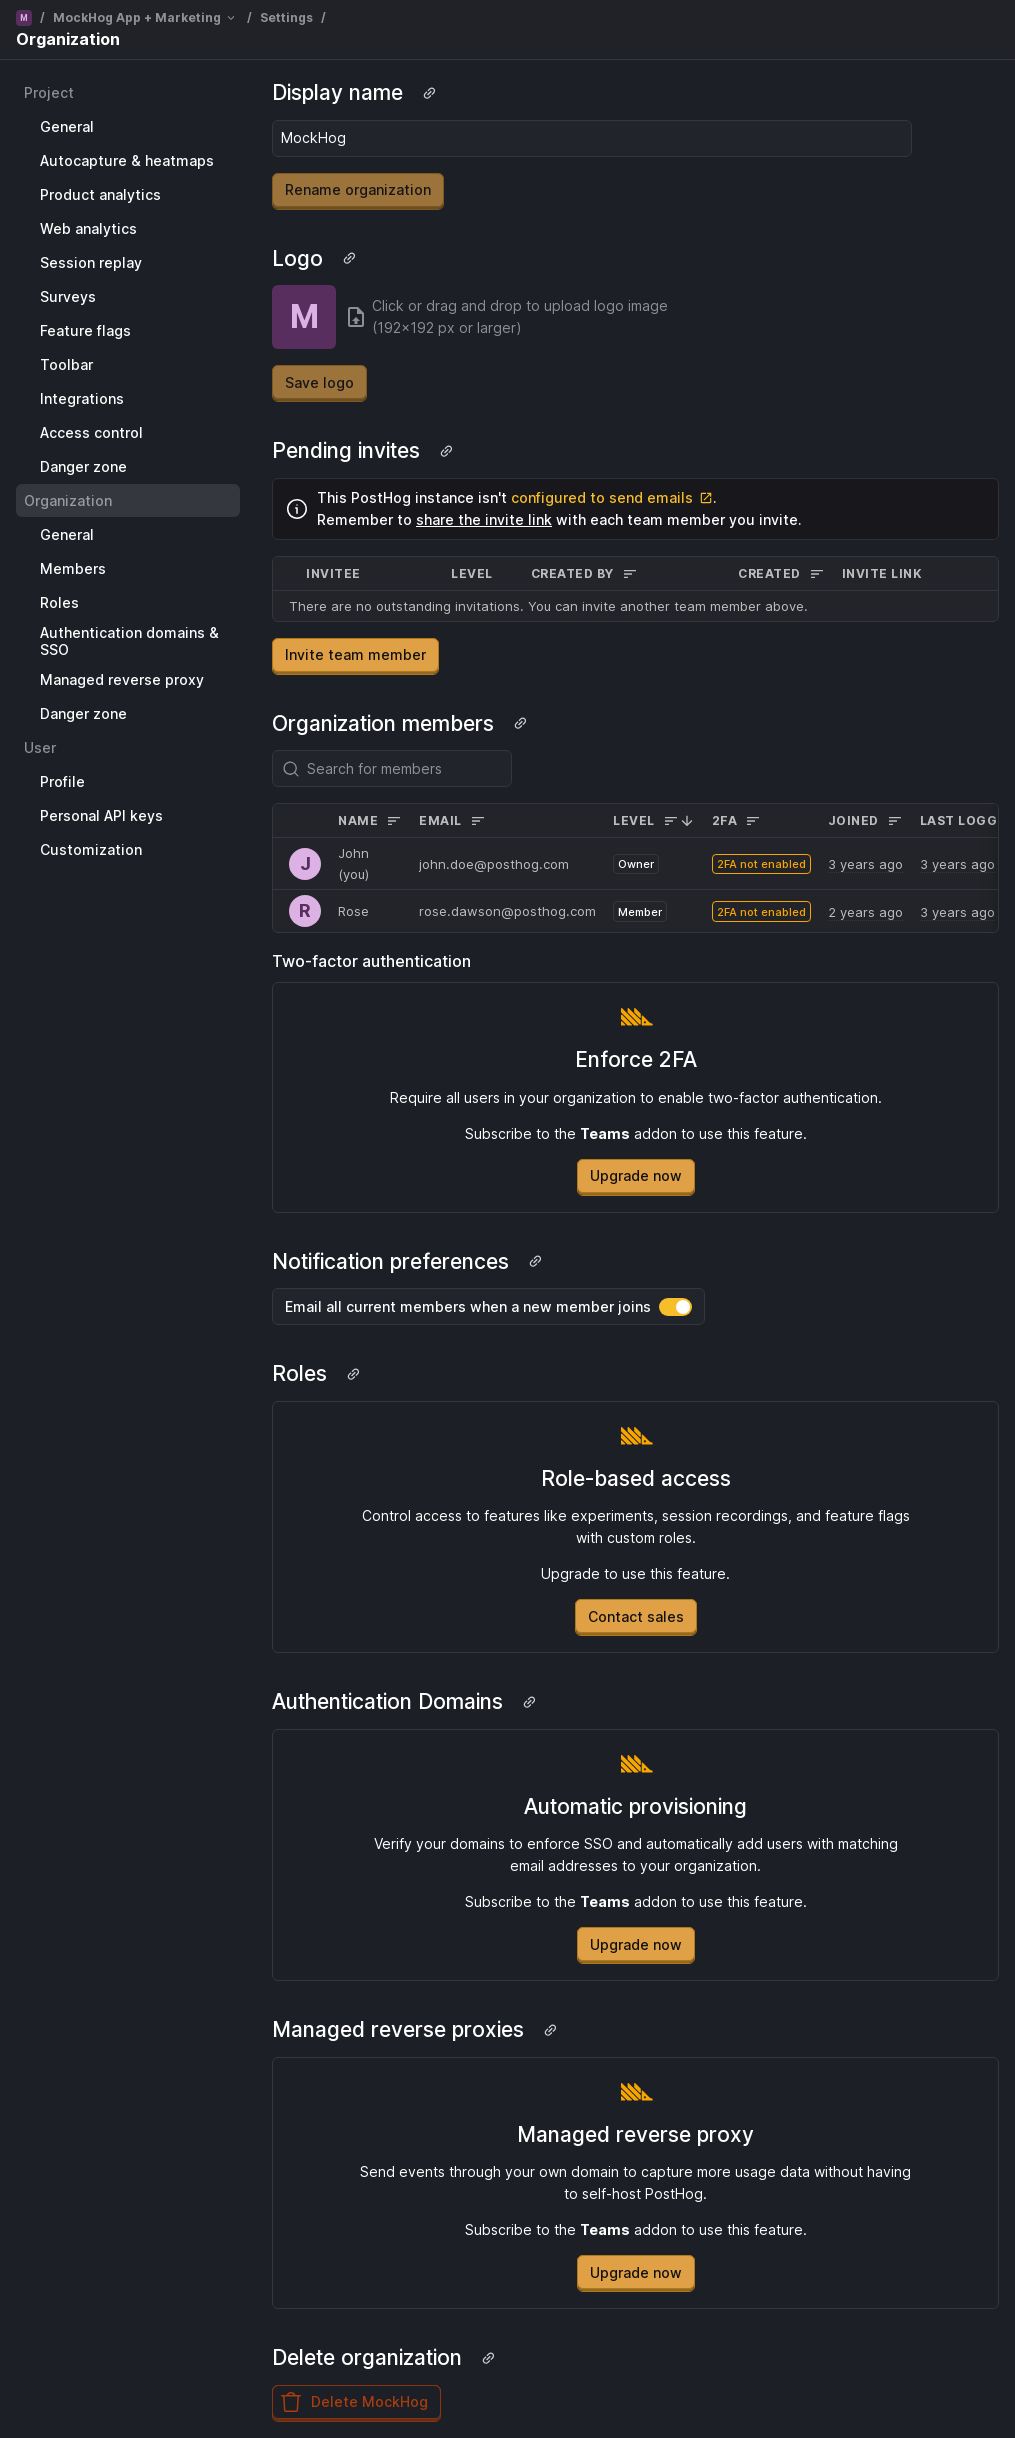 M / MockHog App + Marketing / Settings /
Organization
Project
General
Autocapture & heatmaps
Product analytics
Web analytics
Session replay
Surveys
Feature flags
Toolbar
Integrations
Access control
Danger zone
Organization
General
Members
Roles
Authentication domains &
SSO
Managed reverse proxy
Danger zone
User
Profile
Personal API keys
Customization
Display name
MockHog
Rename organization
Logo
M
Click or drag and drop to upload logo image
(192×192 px or larger)
Save logo
Pending invites
This PostHog instance isn't configured to send emails .
Remember to share the invite link with each team member you invite.
INVITEE LEVEL CREATED BY CREATED INVITE LINK
There are no outstanding invitations. You can invite another team member above.
Invite team member
Organization members
Search for members
NAME EMAIL LEVEL 2FA JOINED LAST LOGG
J John
(you) john.doe@posthog.com Owner 2FA not enabled 3 years ago 3 years ago
R Rose rose.dawson@posthog.com Member 2FA not enabled 2 years ago 3 years ago
Two-factor authentication
Enforce 2FA
Require all users in your organization to enable two-factor authentication.
Subscribe to the Teams addon to use this feature.
Upgrade now
Notification preferences
Email all current members when a new member joins
Roles
Role-based access
Control access to features like experiments, session recordings, and feature flags
with custom roles.
Upgrade to use this feature.
Contact sales
Authentication Domains
Automatic provisioning
Verify your domains to enforce SSO and automatically add users with matching
email addresses to your organization.
Subscribe to the Teams addon to use this feature.
Upgrade now
Managed reverse proxies
Managed reverse proxy
Send events through your own domain to capture more usage data without having
to self-host PostHog.
Subscribe to the Teams addon to use this feature.
Upgrade now
Delete organization
Delete MockHog